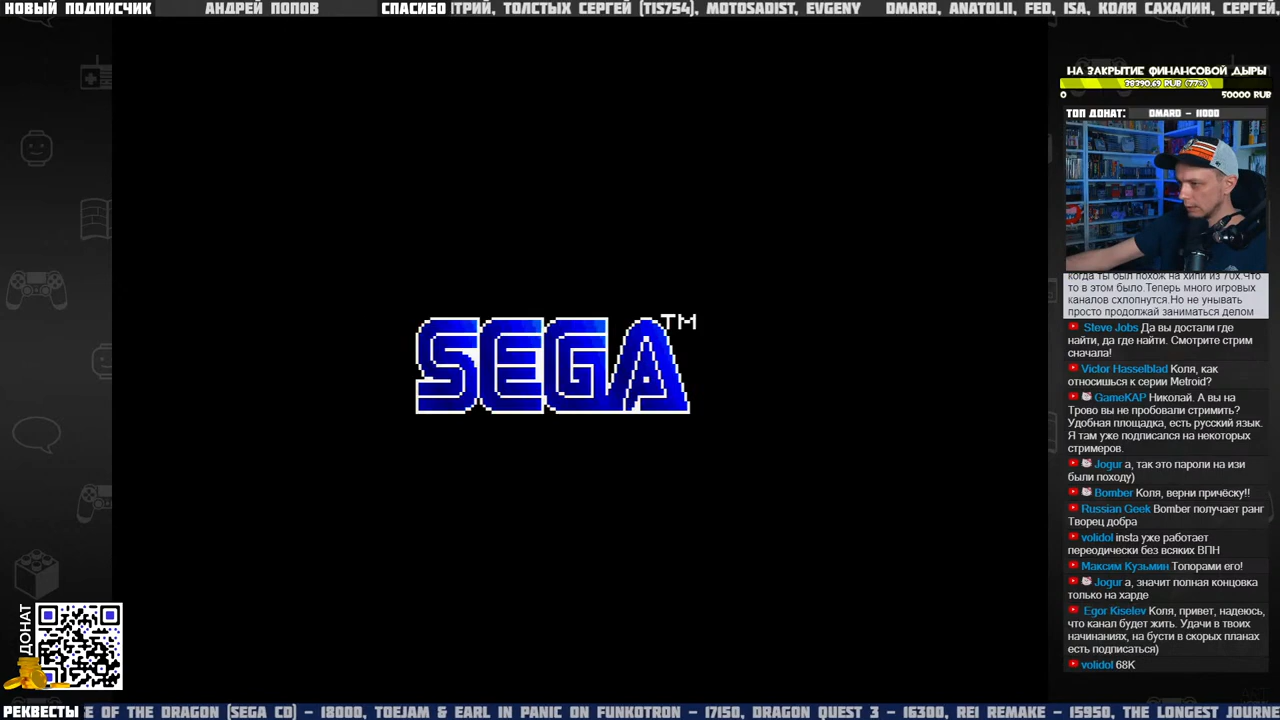 НОВЫЙ ПОДПИСЧИК
АНДРЕЙ ПОПОВ
СПАСИБО
ТРИЙ, ТОЛСТЫХ СЕРГЕЙ (T1S754), MOTOSADIST, EVGENY
DMARD, ANATOLII, FED, ISA, КОЛЯ САХАЛИН, СЕРГЕЙ,
НА ЗАКРЫТИЕ ФИНАНСОВОЙ ДЫРЫ
38390.69 RUB (77%)
0
50000 RUB
ТОП ДОНАТ:
DMARD - 11000
SEGA™
когда ты был похож на хипи из 70х.Что
то в этом было.Теперь много игровых
каналов схлопнутся.Но не унывать
просто продолжай заниматься делом
Steve Jobs Да вы достали где
найти, да где найти. Смотрите стрим
сначала!
Victor Hasselblad Коля, как
относишься к серии Metroid?
GameKAP Николай. А вы на
Трово вы не пробовали стримить?
Удобная площадка, есть русский язык.
Я там уже подписался на некоторых
стримеров.
Jogur а, так это пароли на изи
были походу)
Bomber Коля, верни причёску!!
Russian Geek Bomber получает ранг
Творец добра
volidol insta уже работает
переодически без всяких ВПН
Максим Кузьмин Топорами его!
Jogur а, значит полная концовка
только на харде
Egor Kiselev Коля, привет, надеюсь,
что канал будет жить. Удачи в твоих
начинаниях, на бусти в скорых планах
есть подписаться)
volidol 68K
ДОНАТ
РЕКВЕСТЫ
E OF THE DRAGON (SEGA CD) - 18000, TOEJAM & EARL IN PANIC ON FUNKOTRON - 17150, DRAGON QUEST 3 - 16300, REI REMAKE - 15950, THE LONGEST JOURNE